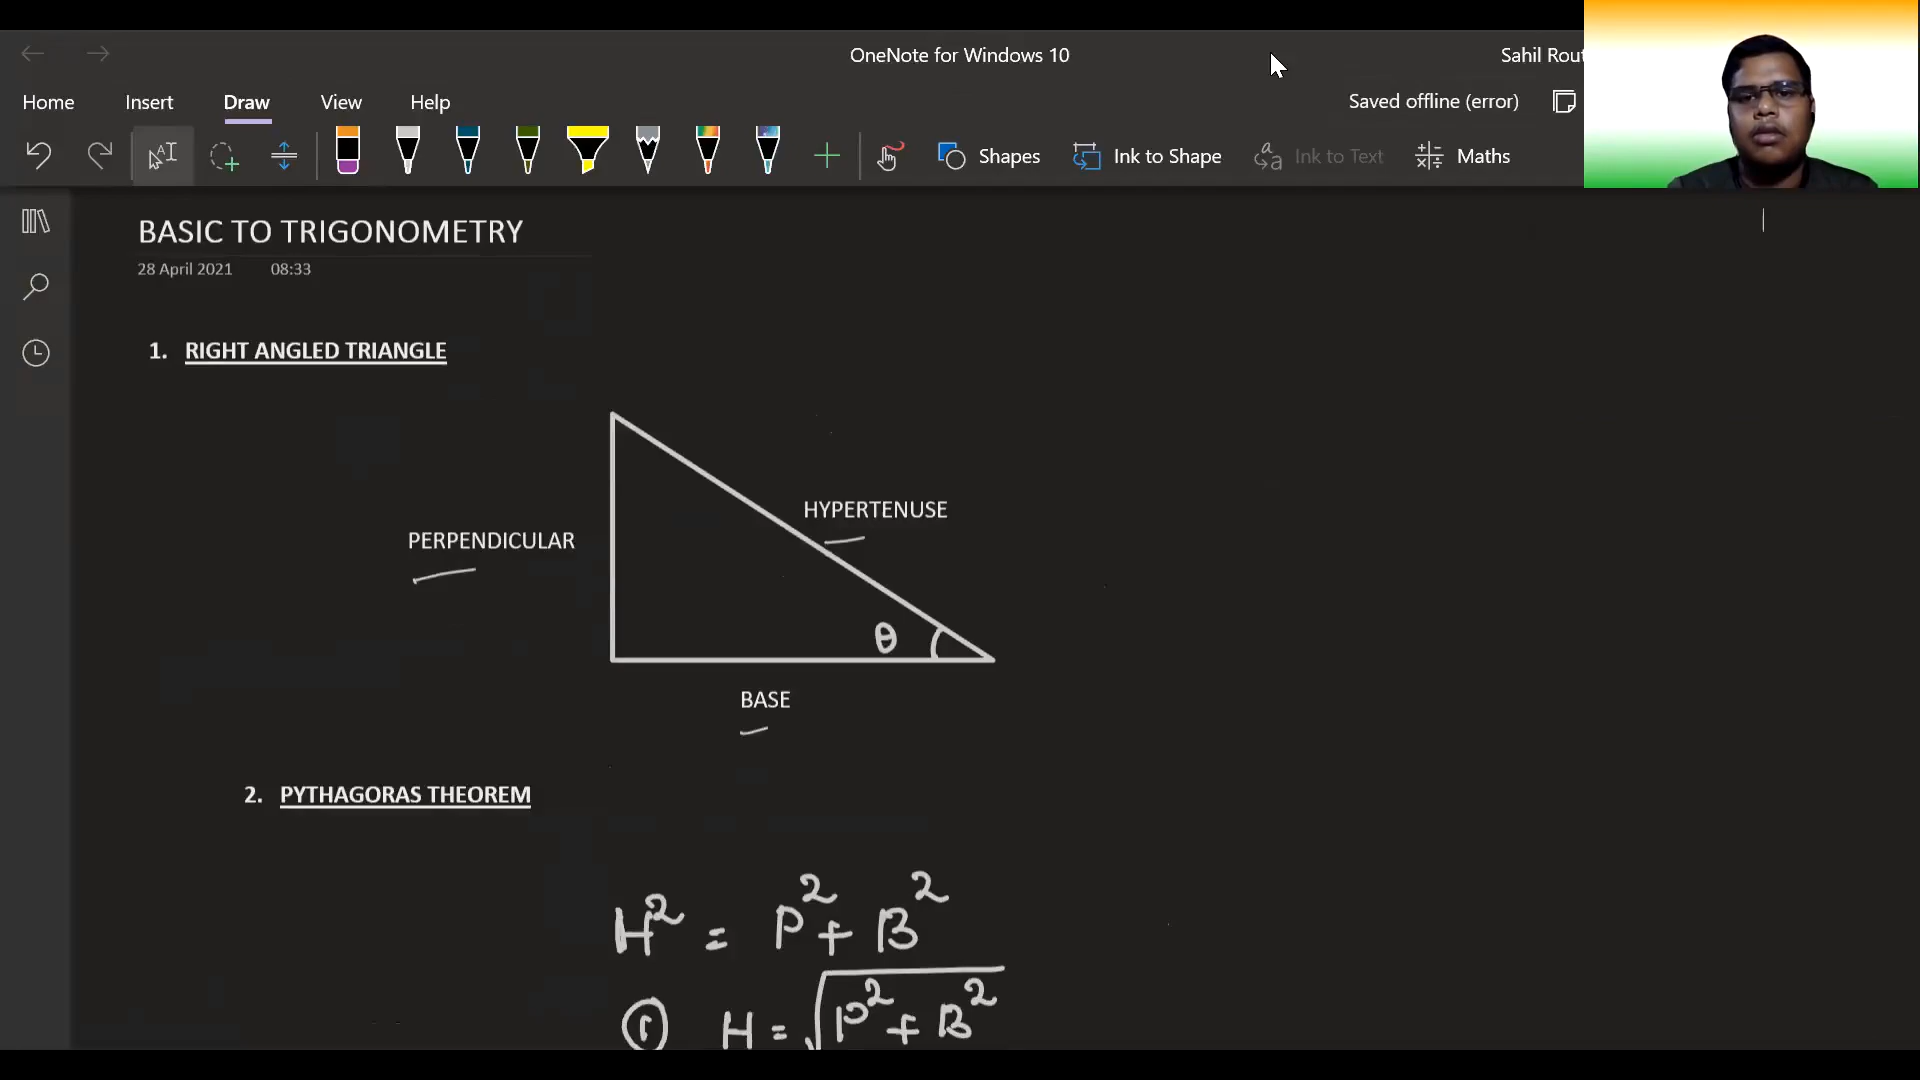 OneNote for Windows 10
Sahil Rout
Home Insert Draw View Help
Saved offline (error)
Shapes Ink to Shape Ink to Text Maths
BASIC TO TRIGONOMETRY
28 April 2021 08:33
1. RIGHT ANGLED TRIANGLE
HYPERTENUSE
PERPENDICULAR
θ
BASE
2. PYTHAGORAS THEOREM
H² = P² + B²
① H = √P² + B²